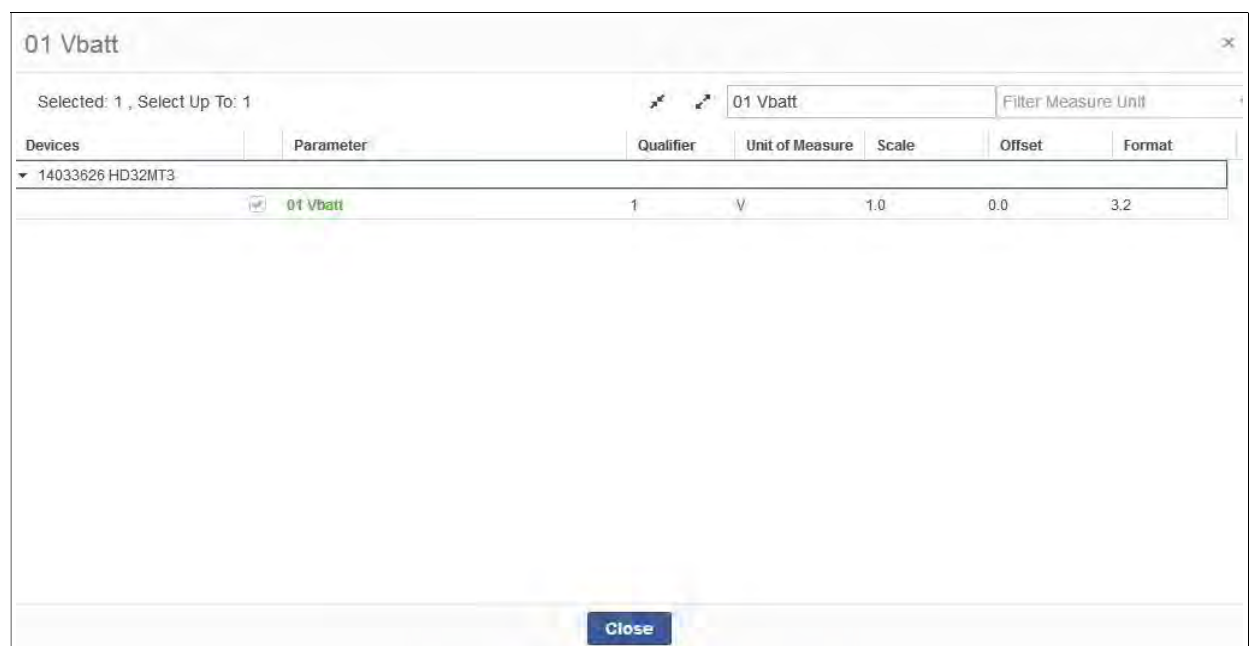 01 Vbatt ×
Selected: 1 , Select Up To: 1 01 Vbatt Filter Measure Unit
Devices Parameter Qualifier Unit of Measure Scale Offset Format
14033626 HD32MT3
01 Vbatt 1 V 1.0 0.0 3.2
Close